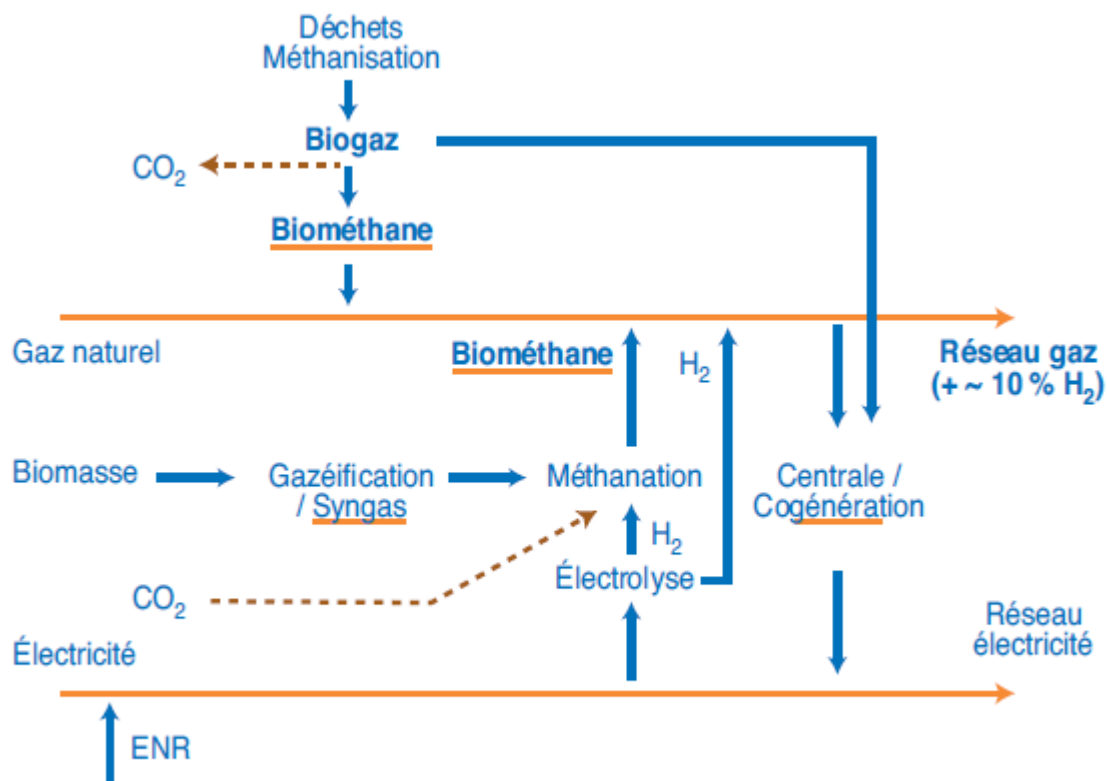 Déchets
Méthanisation
Biogaz
CO₂
Biométhane
Gaz naturel
Biométhane
H₂
Réseau gaz
(+ ~ 10 % H₂)
Biomasse
Gazéification
/ Syngas
Méthanation
Centrale /
Cogénération
H₂
Électrolyse
CO₂
Réseau
électricité
Électricité
ENR